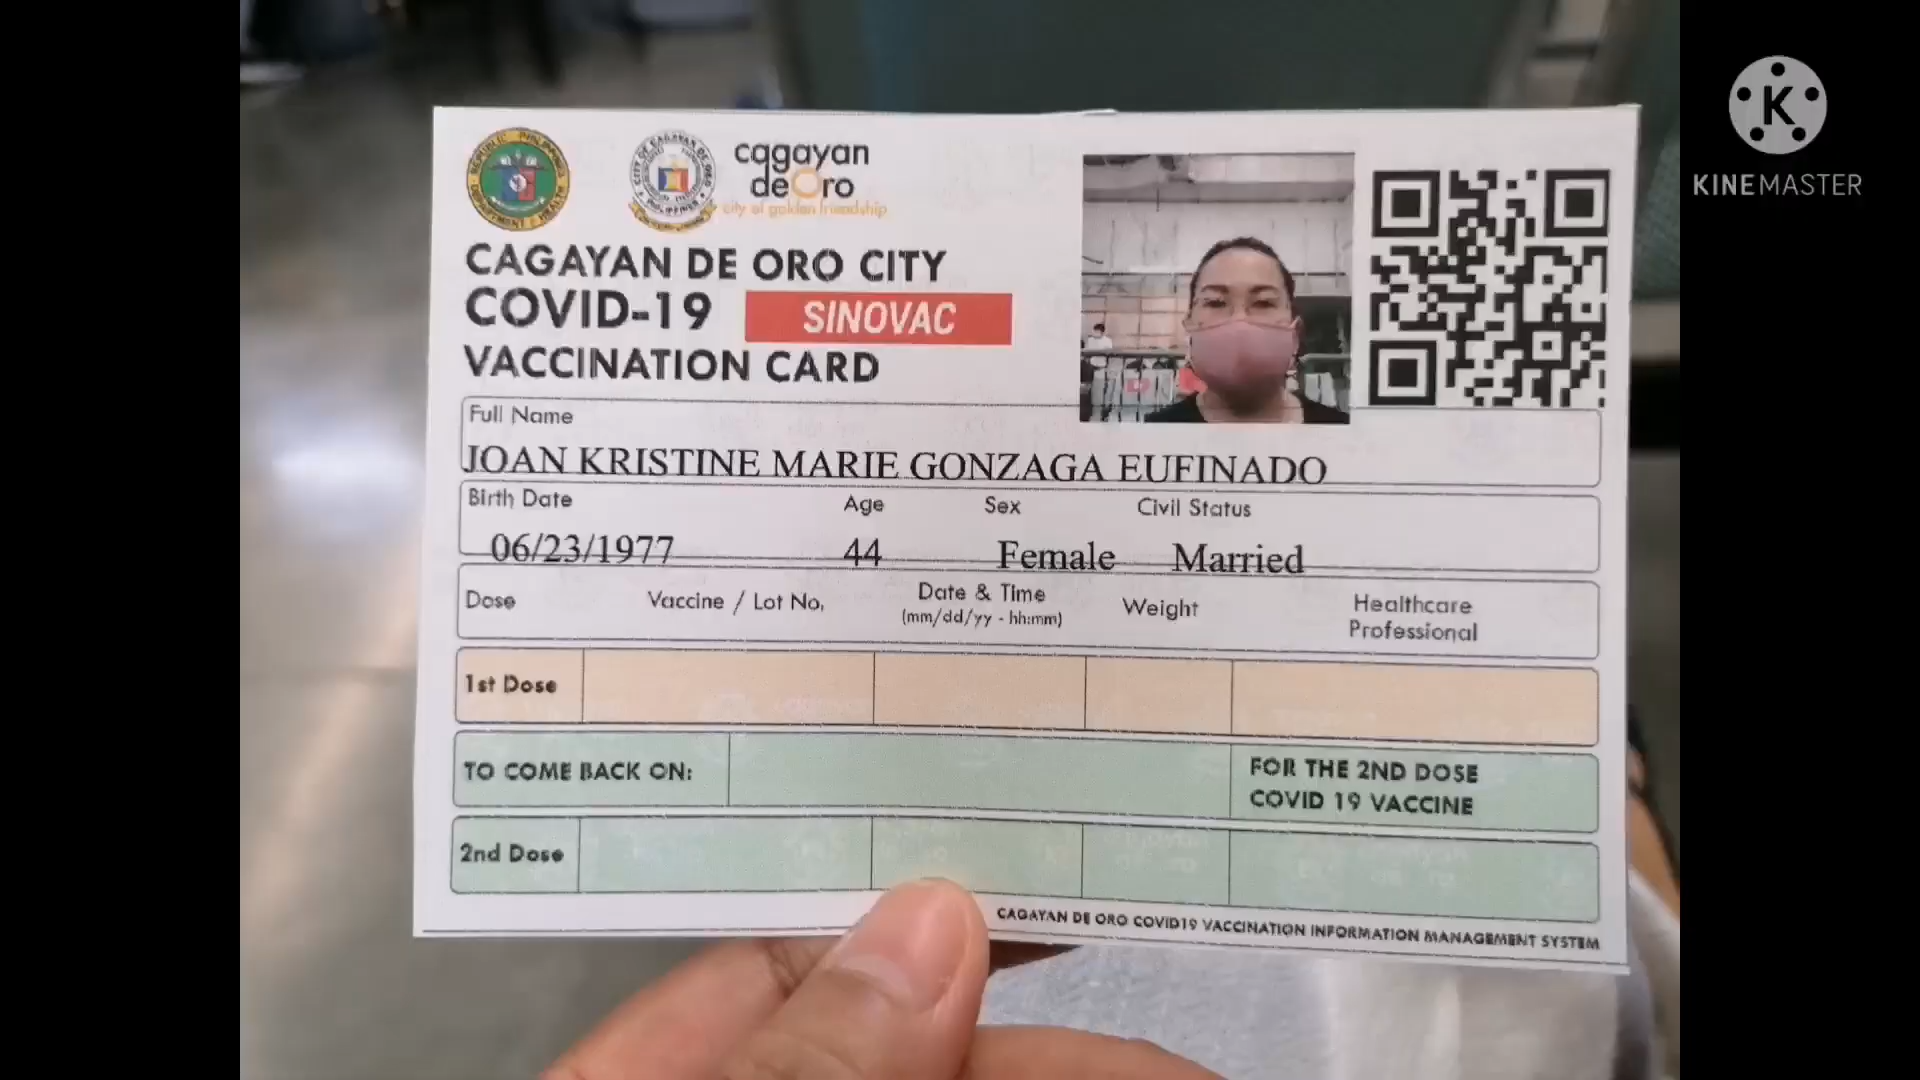 cagayan
de Oro
city of golden friendship
CAGAYAN DE ORO CITY
COVID-19
SINOVAC
VACCINATION CARD
Full Name
JOAN KRISTINE MARIE GONZAGA EUFINADO
Birth Date Age Sex Civil Status
06/23/1977 44 Female Married
Dose Vaccine / Lot No. Date & Time Weight Healthcare
(mm/dd/yy - hh:mm) Professional
1st Dose
TO COME BACK ON: FOR THE 2ND DOSE
COVID 19 VACCINE
2nd Dose
CAGAYAN DE ORO COVID19 VACCINATION INFORMATION MANAGEMENT SYSTEM
K
KINEMASTER